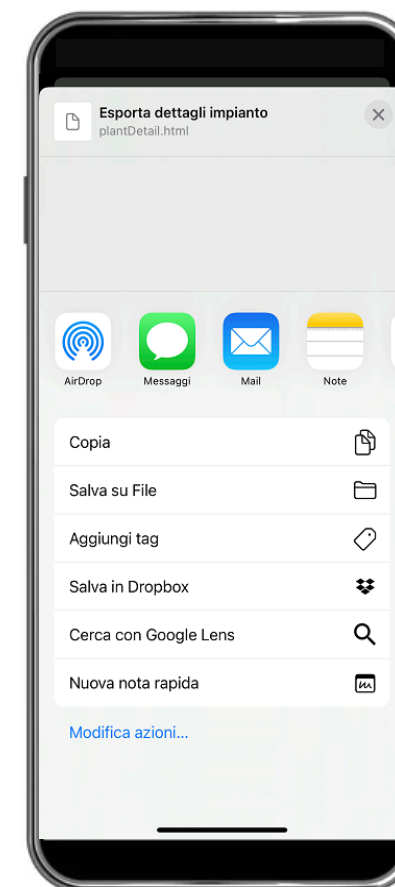 Esporta dettagli impianto
plantDetail.html
AirDrop
Messaggi
Mail
Note
Copia
Salva su File
Aggiungi tag
Salva in Dropbox
Cerca con Google Lens
Nuova nota rapida
Modifica azioni...